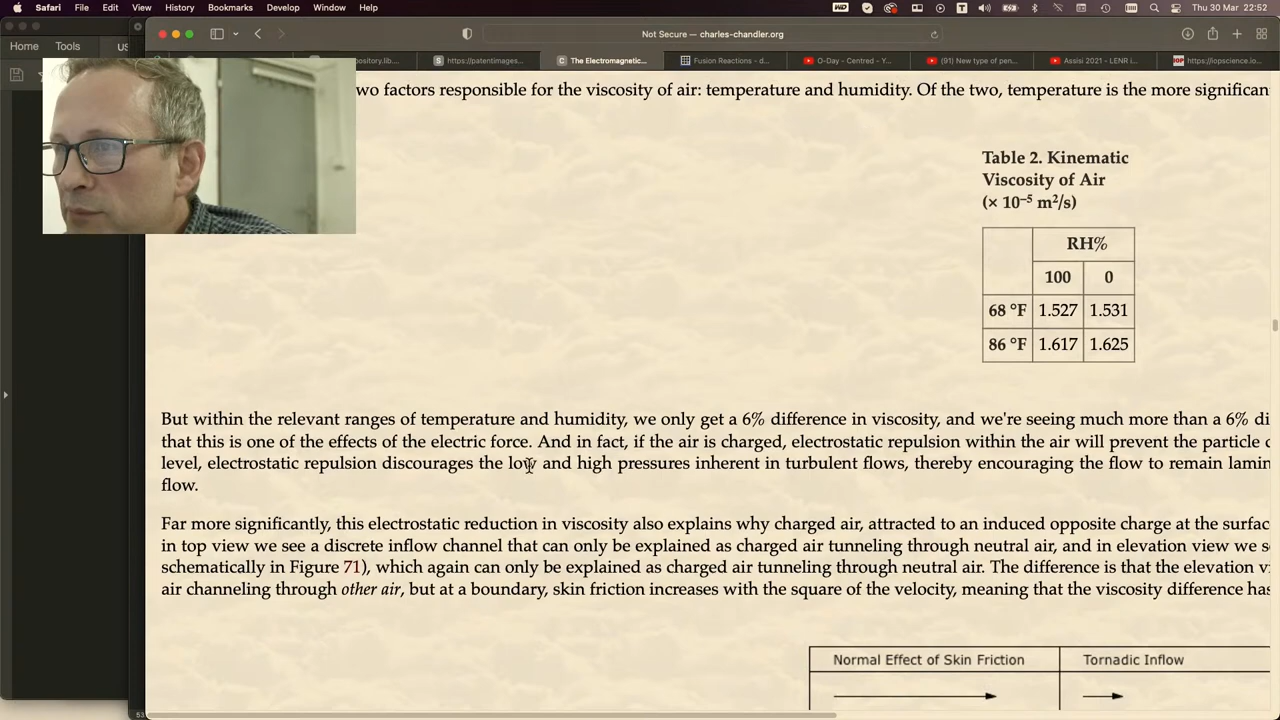 Safari File Edit View History Bookmarks Develop Window Help Thu 30 Mar 22:52
Home Tools
Not Secure — charles-chandler.org
ository.lib.... https://patentimages... The Electromagnetic... Fusion Reactions - d... O-Day - Centred - Y... (91) New type of pen... Assisi 2021 - LENR i... IOP https://iopscience.io...
wo factors responsible for the viscosity of air: temperature and humidity. Of the two, temperature is the more significan
Table 2. Kinematic
Viscosity of Air
(× 10⁻⁵ m²/s)
RH%
100 0
68 °F 1.527 1.531
86 °F 1.617 1.625
But within the relevant ranges of temperature and humidity, we only get a 6% difference in viscosity, and we're seeing much more than a 6% di
that this is one of the effects of the electric force. And in fact, if the air is charged, electrostatic repulsion within the air will prevent the particle c
level, electrostatic repulsion discourages the low and high pressures inherent in turbulent flows, thereby encouraging the flow to remain lamin
flow.
Far more significantly, this electrostatic reduction in viscosity also explains why charged air, attracted to an induced opposite charge at the surfac
in top view we see a discrete inflow channel that can only be explained as charged air tunneling through neutral air, and in elevation view we s
schematically in Figure 71), which again can only be explained as charged air tunneling through neutral air. The difference is that the elevation vi
air channeling through other air, but at a boundary, skin friction increases with the square of the velocity, meaning that the viscosity difference has
Normal Effect of Skin Friction Tornadic Inflow